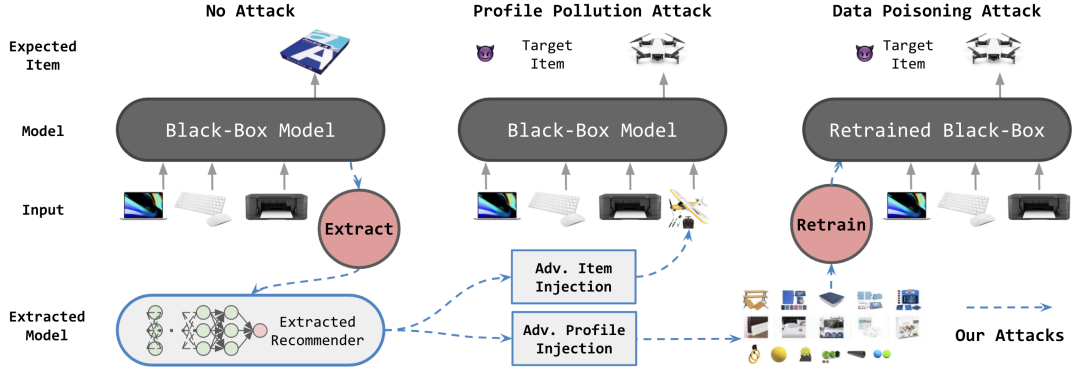 No Attack
Profile Pollution Attack
Data Poisoning Attack
Expected
Item
A
Target
Item
Target
Item
Model
Black-Box Model
Black-Box Model
Retrained Black-Box
Input
Extract
Retrain
Adv. Item
Injection
Extracted
Model
Extracted
Recommender
Adv. Profile
Injection
Our Attacks